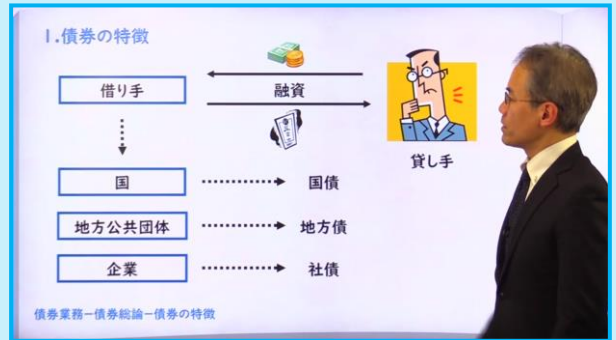 1.債券の特徴
借り手
融資
貸し手
国
国債
地方公共団体
地方債
企業
社債
債券業務−債券総論−債券の特徴